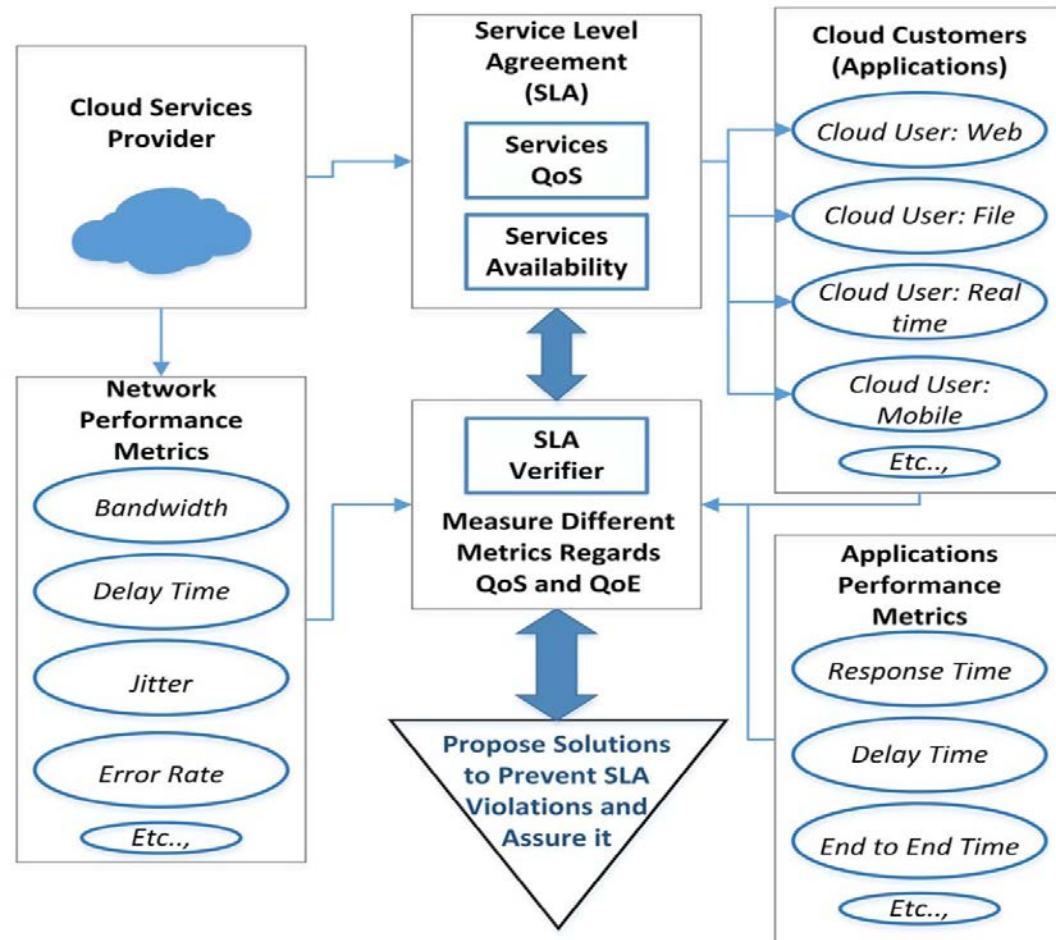 Cloud Services
Provider
Service Level
Agreement
(SLA)
Services
QoS
Services
Availability
Cloud Customers
(Applications)
Cloud User: Web
Cloud User: File
Cloud User: Real
time
Cloud User:
Mobile
Etc..,
Network
Performance
Metrics
Bandwidth
Delay Time
Jitter
Error Rate
Etc..,
SLA
Verifier
Measure Different
Metrics Regards
QoS and QoE
Propose Solutions
to Prevent SLA
Violations and
Assure it
Applications
Performance
Metrics
Response Time
Delay Time
End to End Time
Etc..,